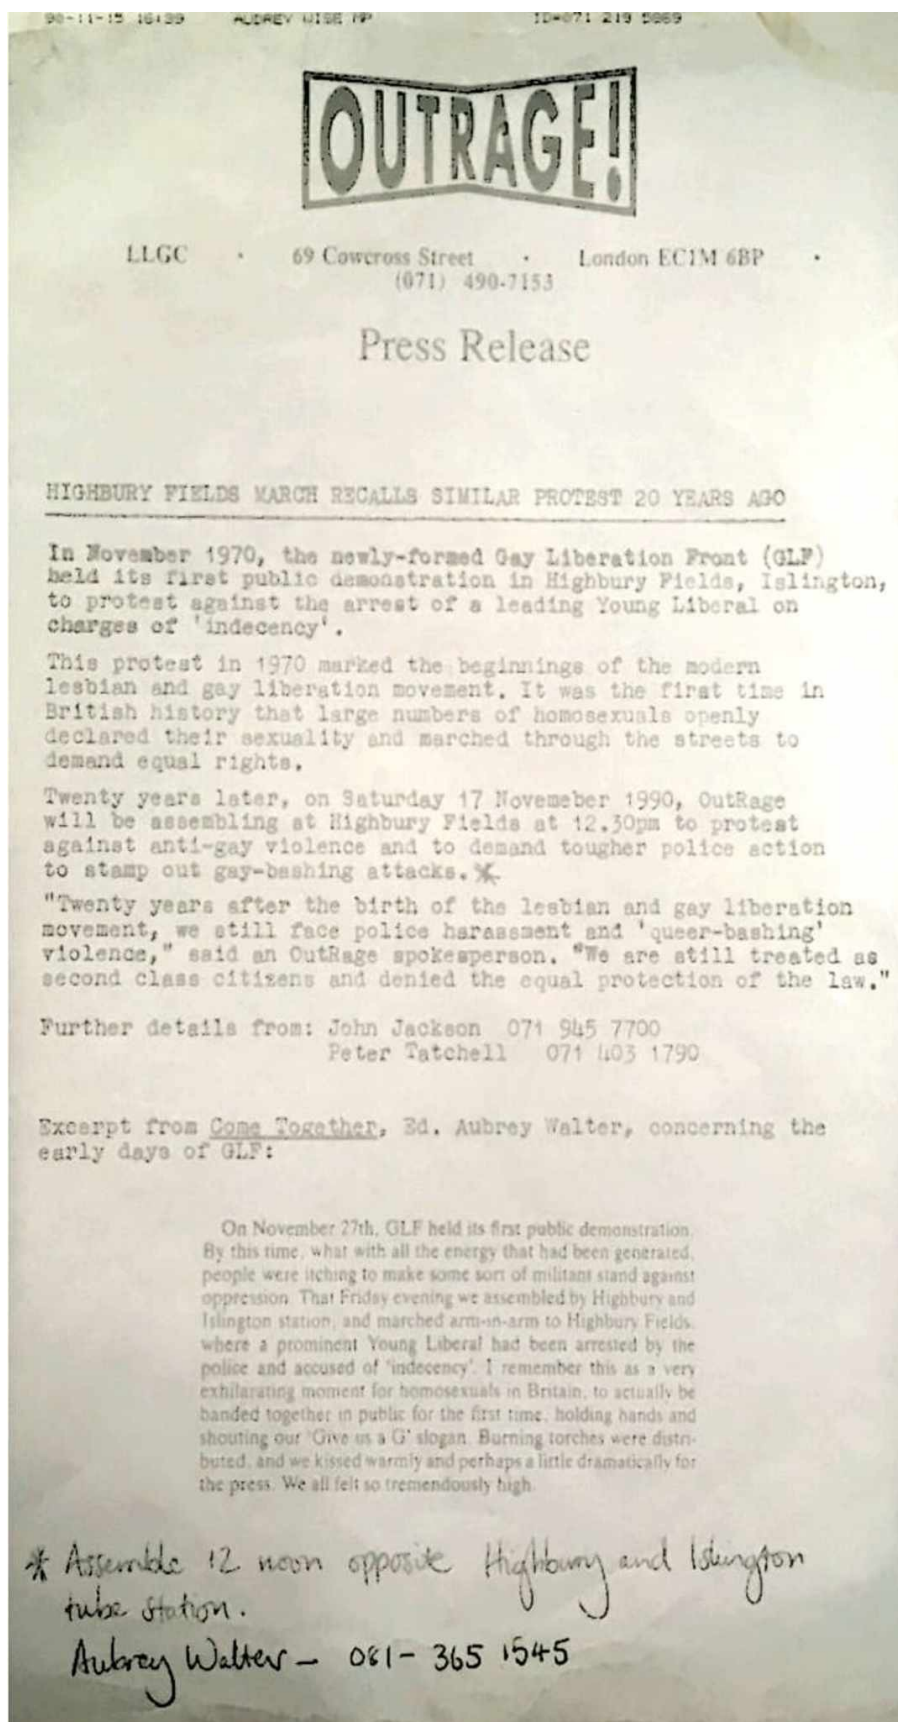 90-11-15 16:39 AUDREY WISE MP ID=071 219 5869
OUTRAGE!
LLGC · 69 Cowcross Street · London EC1M 6BP ·
(071) 490-7153
Press Release
HIGHBURY FIELDS MARCH RECALLS SIMILAR PROTEST 20 YEARS AGO
In November 1970, the newly-formed Gay Liberation Front (GLF)
held its first public demonstration in Highbury Fields, Islington,
to protest against the arrest of a leading Young Liberal on
charges of 'indecency'.
This protest in 1970 marked the beginnings of the modern
lesbian and gay liberation movement. It was the first time in
British history that large numbers of homosexuals openly
declared their sexuality and marched through the streets to
demand equal rights.
Twenty years later, on Saturday 17 Novemeber 1990, OutRage
will be assembling at Highbury Fields at 12.30pm to protest
against anti-gay violence and to demand tougher police action
to stamp out gay-bashing attacks.*
"Twenty years after the birth of the lesbian and gay liberation
movement, we still face police harassment and 'queer-bashing'
violence," said an OutRage spokesperson. "We are still treated as
second class citizens and denied the equal protection of the law."
Further details from: John Jackson 071 945 7700
Peter Tatchell 071 403 1790
Excerpt from Come Together, Ed. Aubrey Walter, concerning the
early days of GLF:
On November 27th, GLF held its first public demonstration.
By this time, what with all the energy that had been generated,
people were itching to make some sort of militant stand against
oppression. That Friday evening we assembled by Highbury and
Islington station, and marched arm-in-arm to Highbury Fields,
where a prominent Young Liberal had been arrested by the
police and accused of 'indecency'. I remember this as a very
exhilarating moment for homosexuals in Britain, to actually be
banded together in public for the first time, holding hands and
shouting our 'Give us a G' slogan. Burning torches were distri-
buted, and we kissed warmly and perhaps a little dramatically for
the press. We all felt so tremendously high.
* Assemble 12 noon opposite Highbury and Islington
tube station.
Aubrey Walter – 081- 365 1545